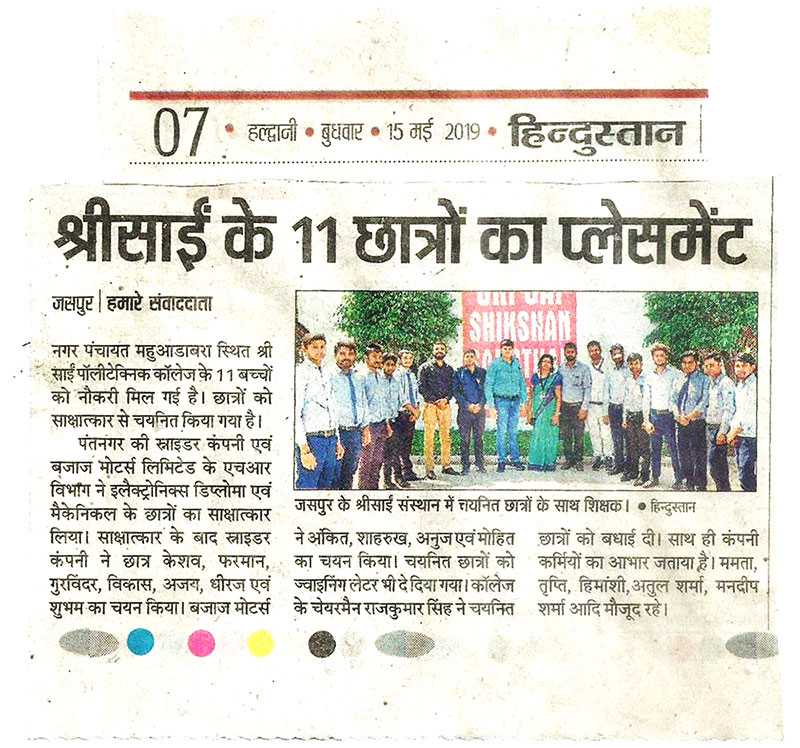 07 • हल्द्वानी • बुधवार • 15 मई 2019 • हिन्दुस्तान
श्रीसाईं के 11 छात्रों का प्लेसमेंट
जसपुर | हमारे संवाददाता
नगर पंचायत महुआडाबरा स्थित श्री
साईं पॉलीटेक्निक कॉलेज के 11 बच्चों
को नौकरी मिल गई है। छात्रों को
साक्षात्कार से चयनित किया गया है।
पंतनगर की स्नाइडर कंपनी एवं
बजाज मोटर्स लिमिटेड के एचआर
विभाग ने इलैक्ट्रोनिक्स डिप्लोमा एवं
मैकेनिकल के छात्रों का साक्षात्कार
लिया। साक्षात्कार के बाद स्नाइडर
कंपनी ने छात्र केशव, फरमान,
गुरविंदर, विकास, अजय, धीरज एवं
शुभम का चयन किया। बजाज मोटर्स
SHIKSHAN
जसपुर के श्रीसाईं संस्थान में चयनित छात्रों के साथ शिक्षक। • हिन्दुस्तान
ने अंकित, शाहरुख, अनुज एवं मोहित
का चयन किया। चयनित छात्रों को
ज्वाइनिंग लेटर भी दे दिया गया। कॉलेज
के चेयरमैन राजकुमार सिंह ने चयनित
छात्रों को बधाई दी। साथ ही कंपनी
कर्मियों का आभार जताया है। ममता,
तृप्ति, हिमांशी,अतुल शर्मा, मनदीप
शर्मा आदि मौजूद रहे।